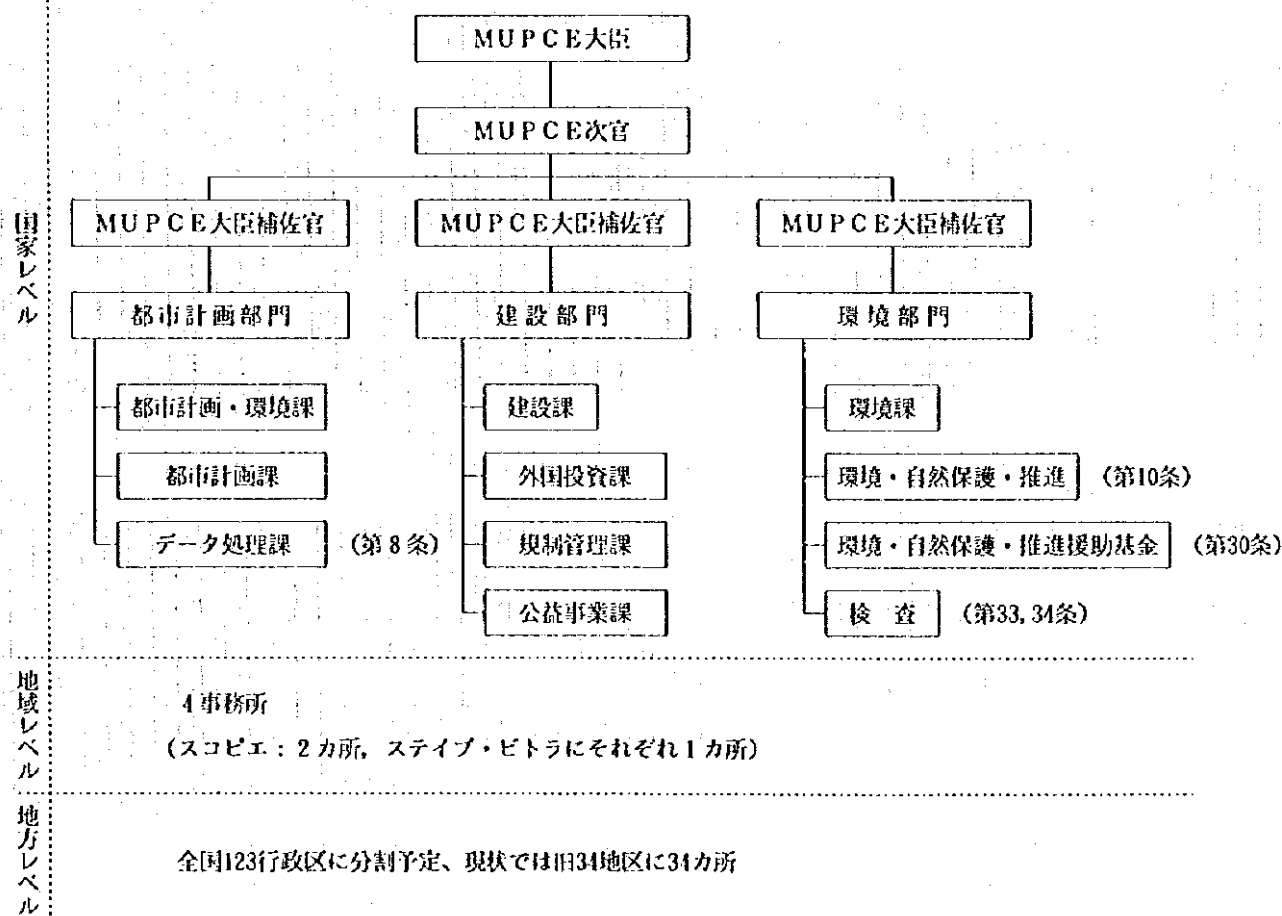 MUPCE大臣
MUPCE次官
国家レベル
MUPCE大臣補佐官 MUPCE大臣補佐官 MUPCE大臣補佐官
都市計画部門 建設部門 環境部門
都市計画・環境課 建設課 環境課
都市計画課 外国投資課 環境・自然保護・推進 (第10条)
データ処理課 (第8条)規制管理課 環境・自然保護・推進援助基金 (第30条)
公益事業課 検 査 (第33,34条)
地域レベル
4事務所
(スコピエ:2カ所, ステイプ・ビトラにそれぞれ1カ所)
地方レベル
全国123行政区に分割予定、現状では旧34地区に34カ所